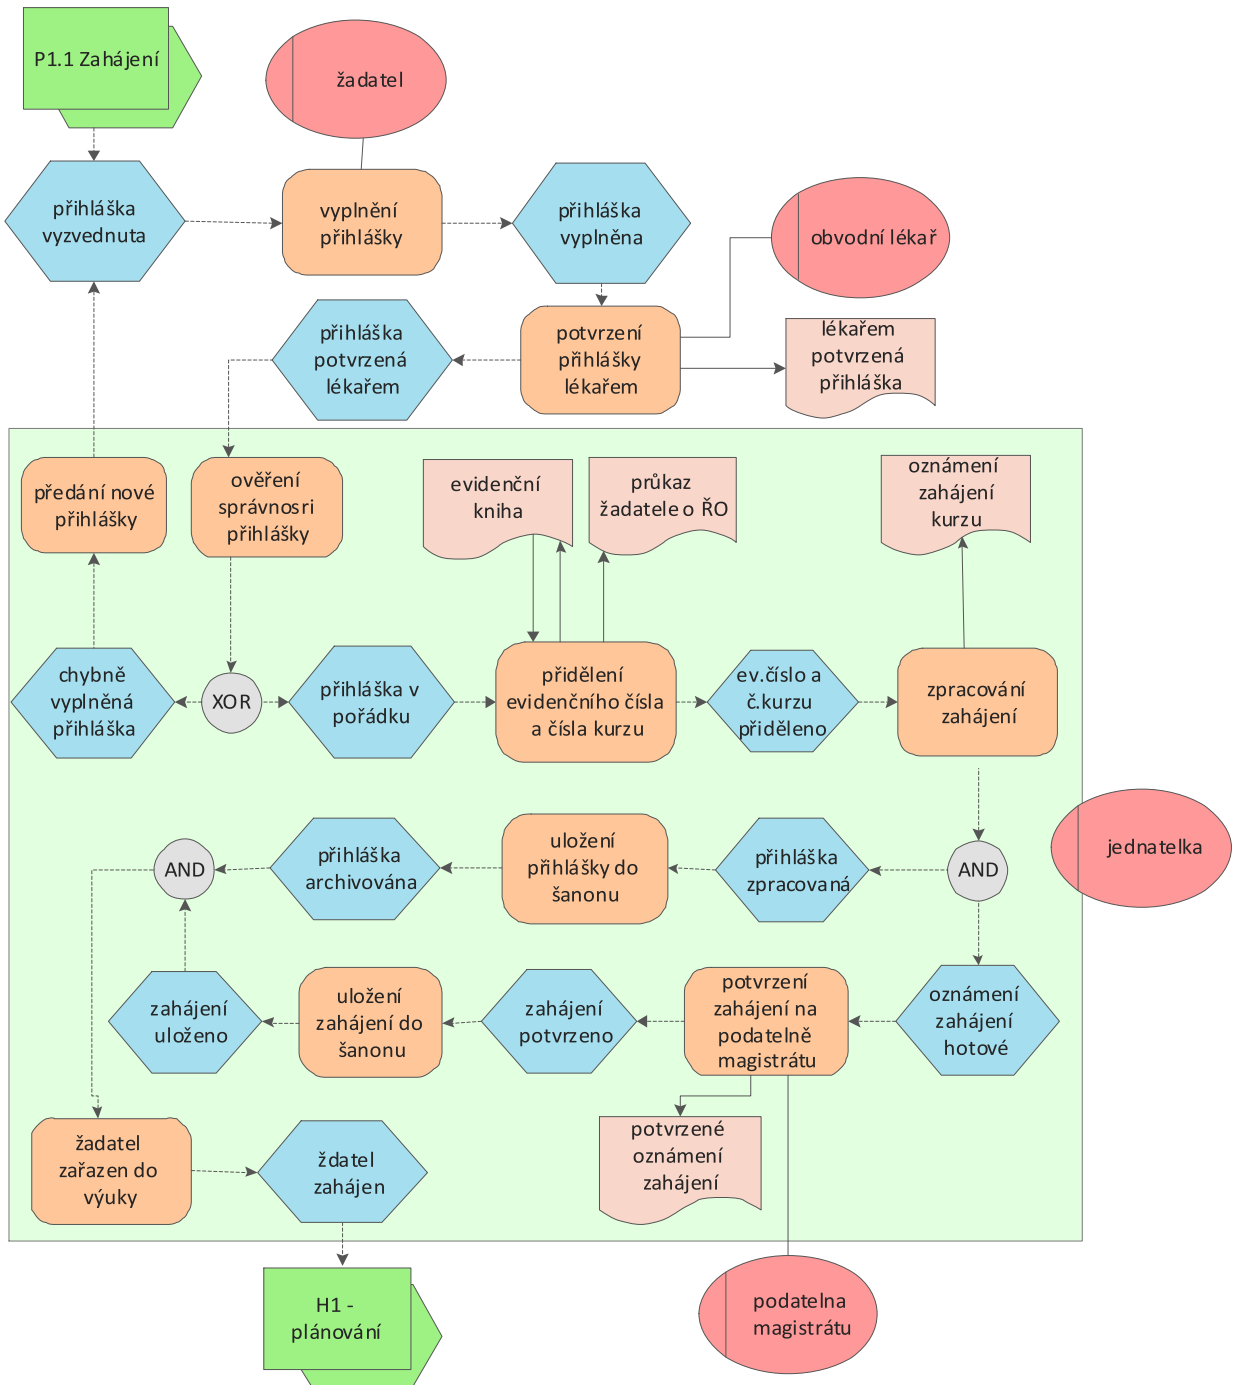 P1.1 Zahájení
žadatel
přihláška
vyzvednuta
vyplnění
přihlášky
přihláška
vyplněna
obvodní lékař
přihláška
potvrzená
lékařem
potvrzení
přihlášky
lékařem
lékařem
potvrzená
přihláška
předání nové
přihlášky
ověření
správnosri
přihlášky
evidenční
kniha
průkaz
žadatele o ŘO
oznámení
zahájení
kurzu
chybně
vyplněná
přihláška
XOR
přihláška v
pořádku
přidělení
evidenčního čísla
a čísla kurzu
ev.číslo a
č.kurzu
přiděleno
zpracování
zahájení
AND
přihláška
archivována
uložení
přihlášky do
šanonu
přihláška
zpracovaná
AND
jednatelka
zahájení
uloženo
uložení
zahájení do
šanonu
zahájení
potvrzeno
potvrzení
zahájení na
podatelně
magistrátu
oznámení
zahájení
hotové
žadatel
zařazen do
výuky
ždatel
zahájen
potvrzené
oznámení
zahájení
H1 -
plánování
podatelna
magistrátu